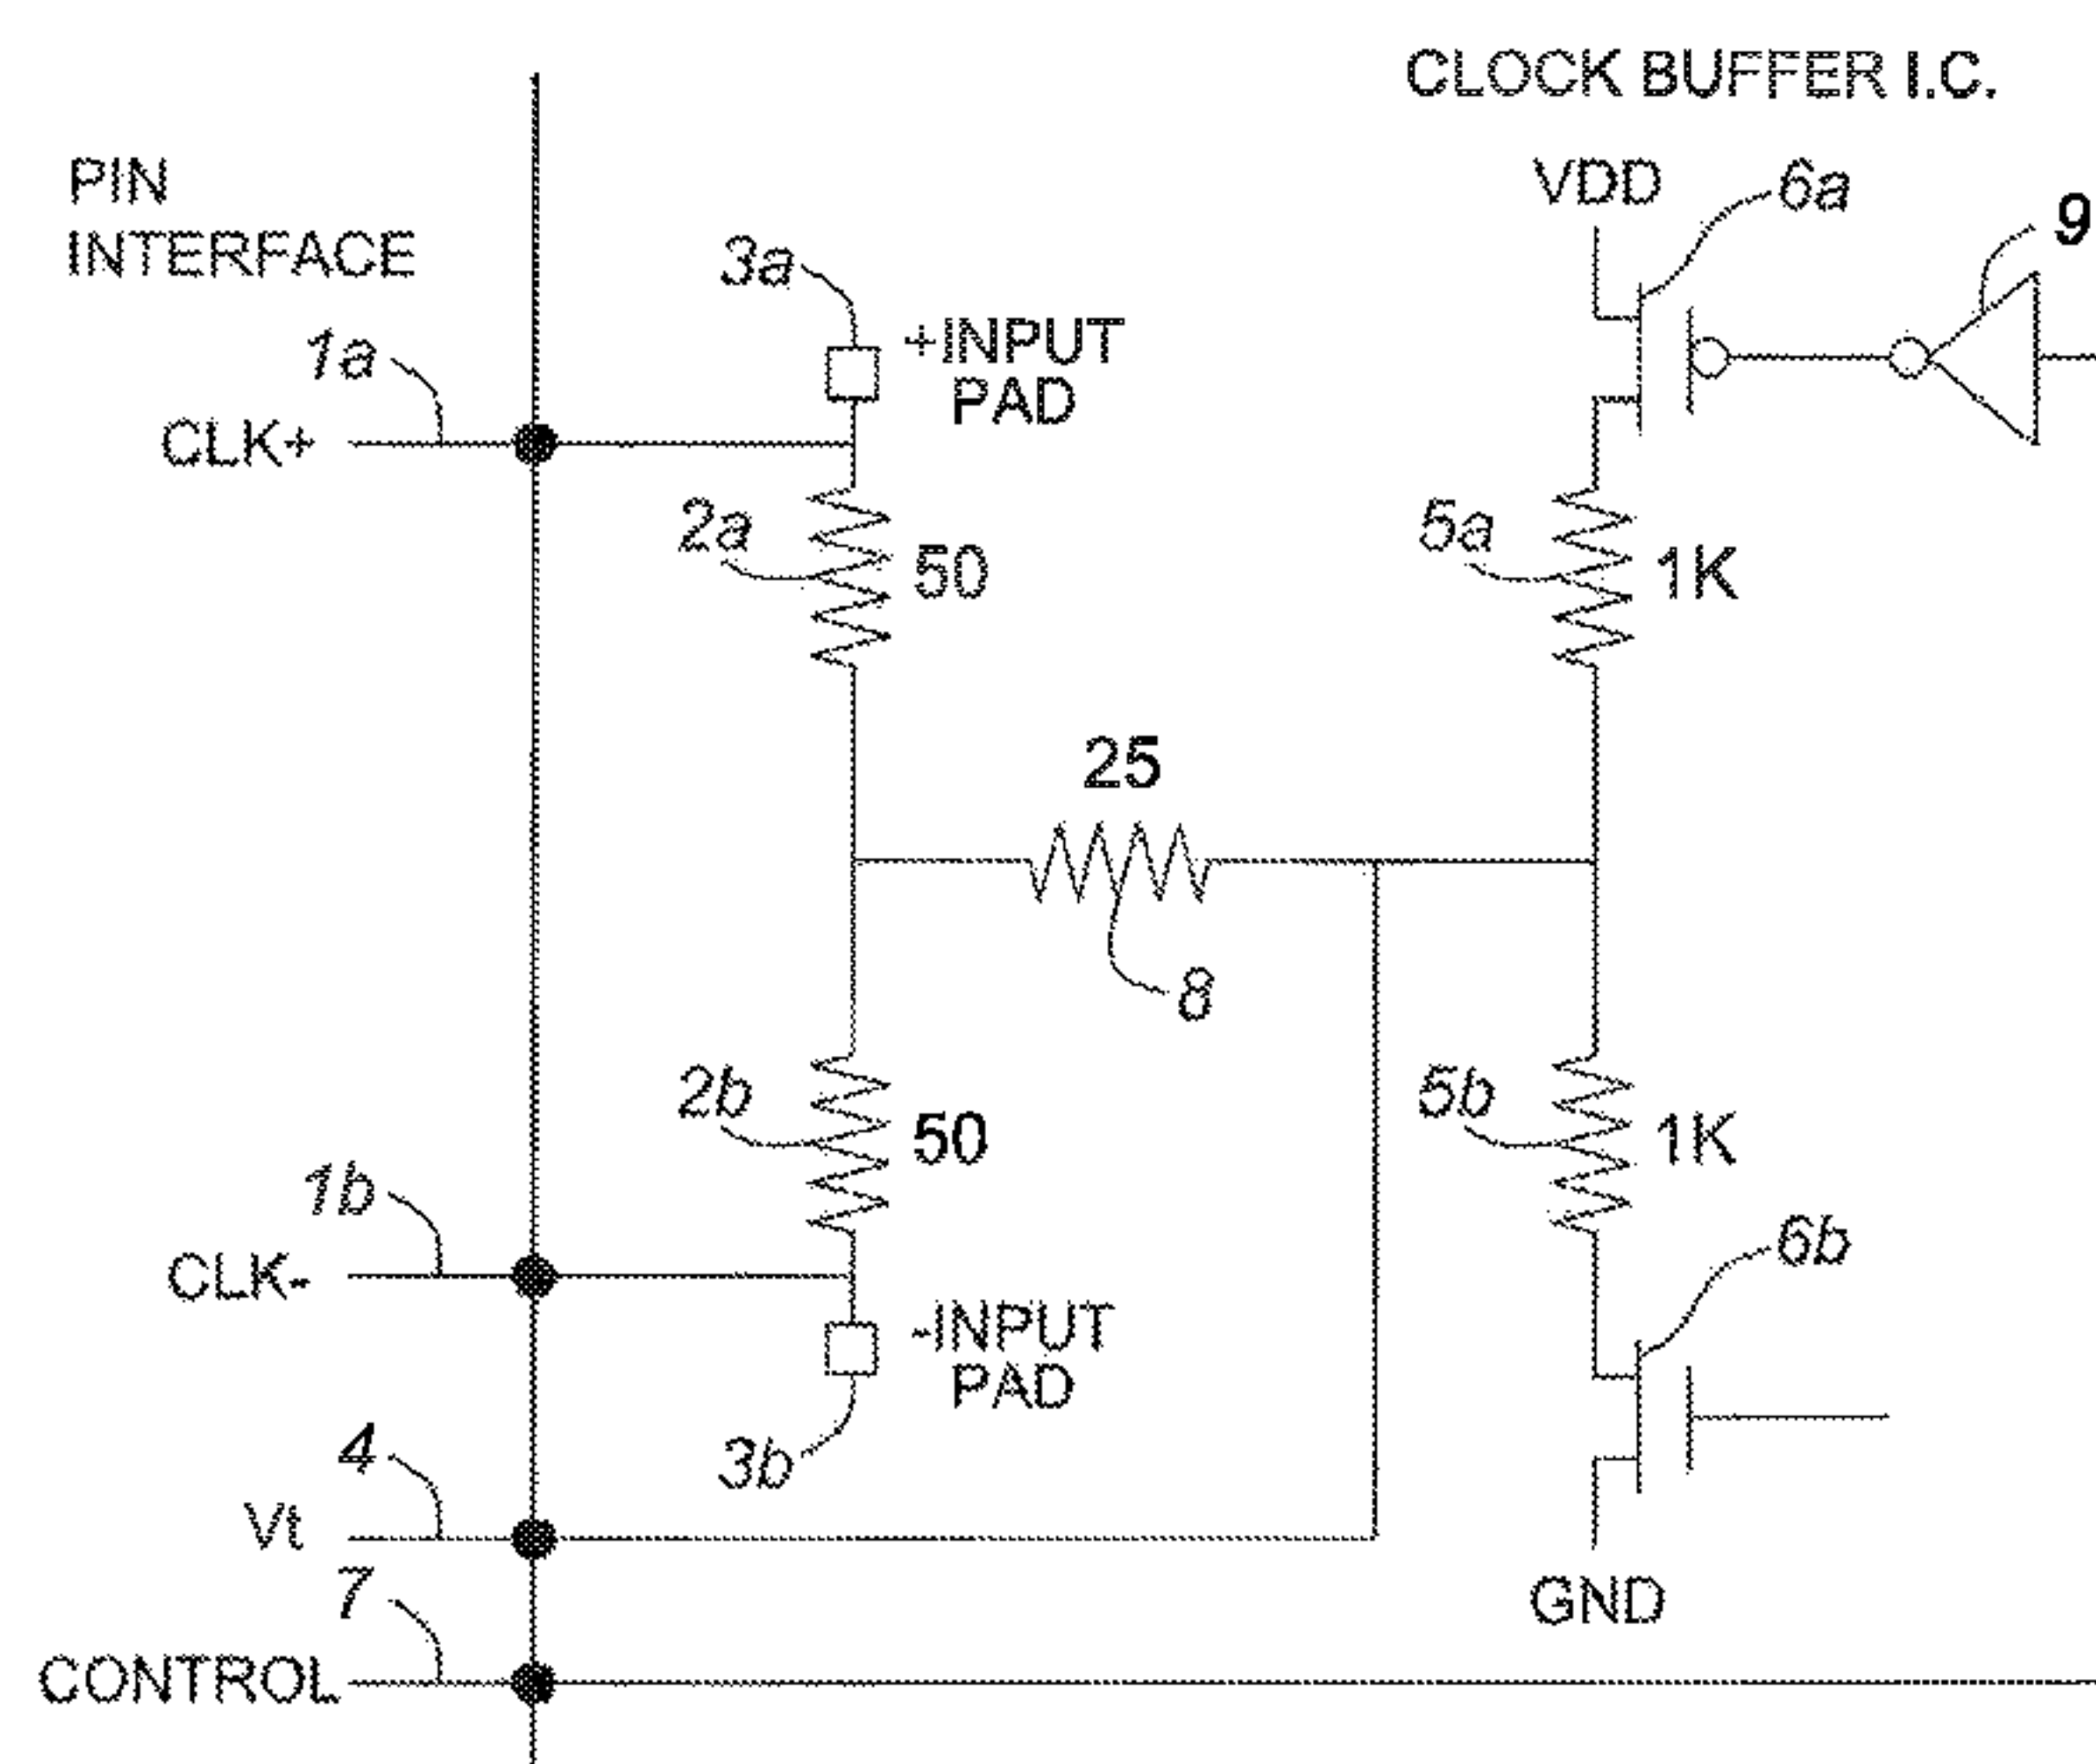 CLOCK BUFFER I.C.
PIN
INTERFACE
VDD
6a
9
3a
+INPUT
PAD
1a
CLK+
2a
50
5a
1K
25
8
2b
50
5b
1K
1b
CLK-
6b
-INPUT
PAD
3b
4
Vt
GND
7
CONTROL